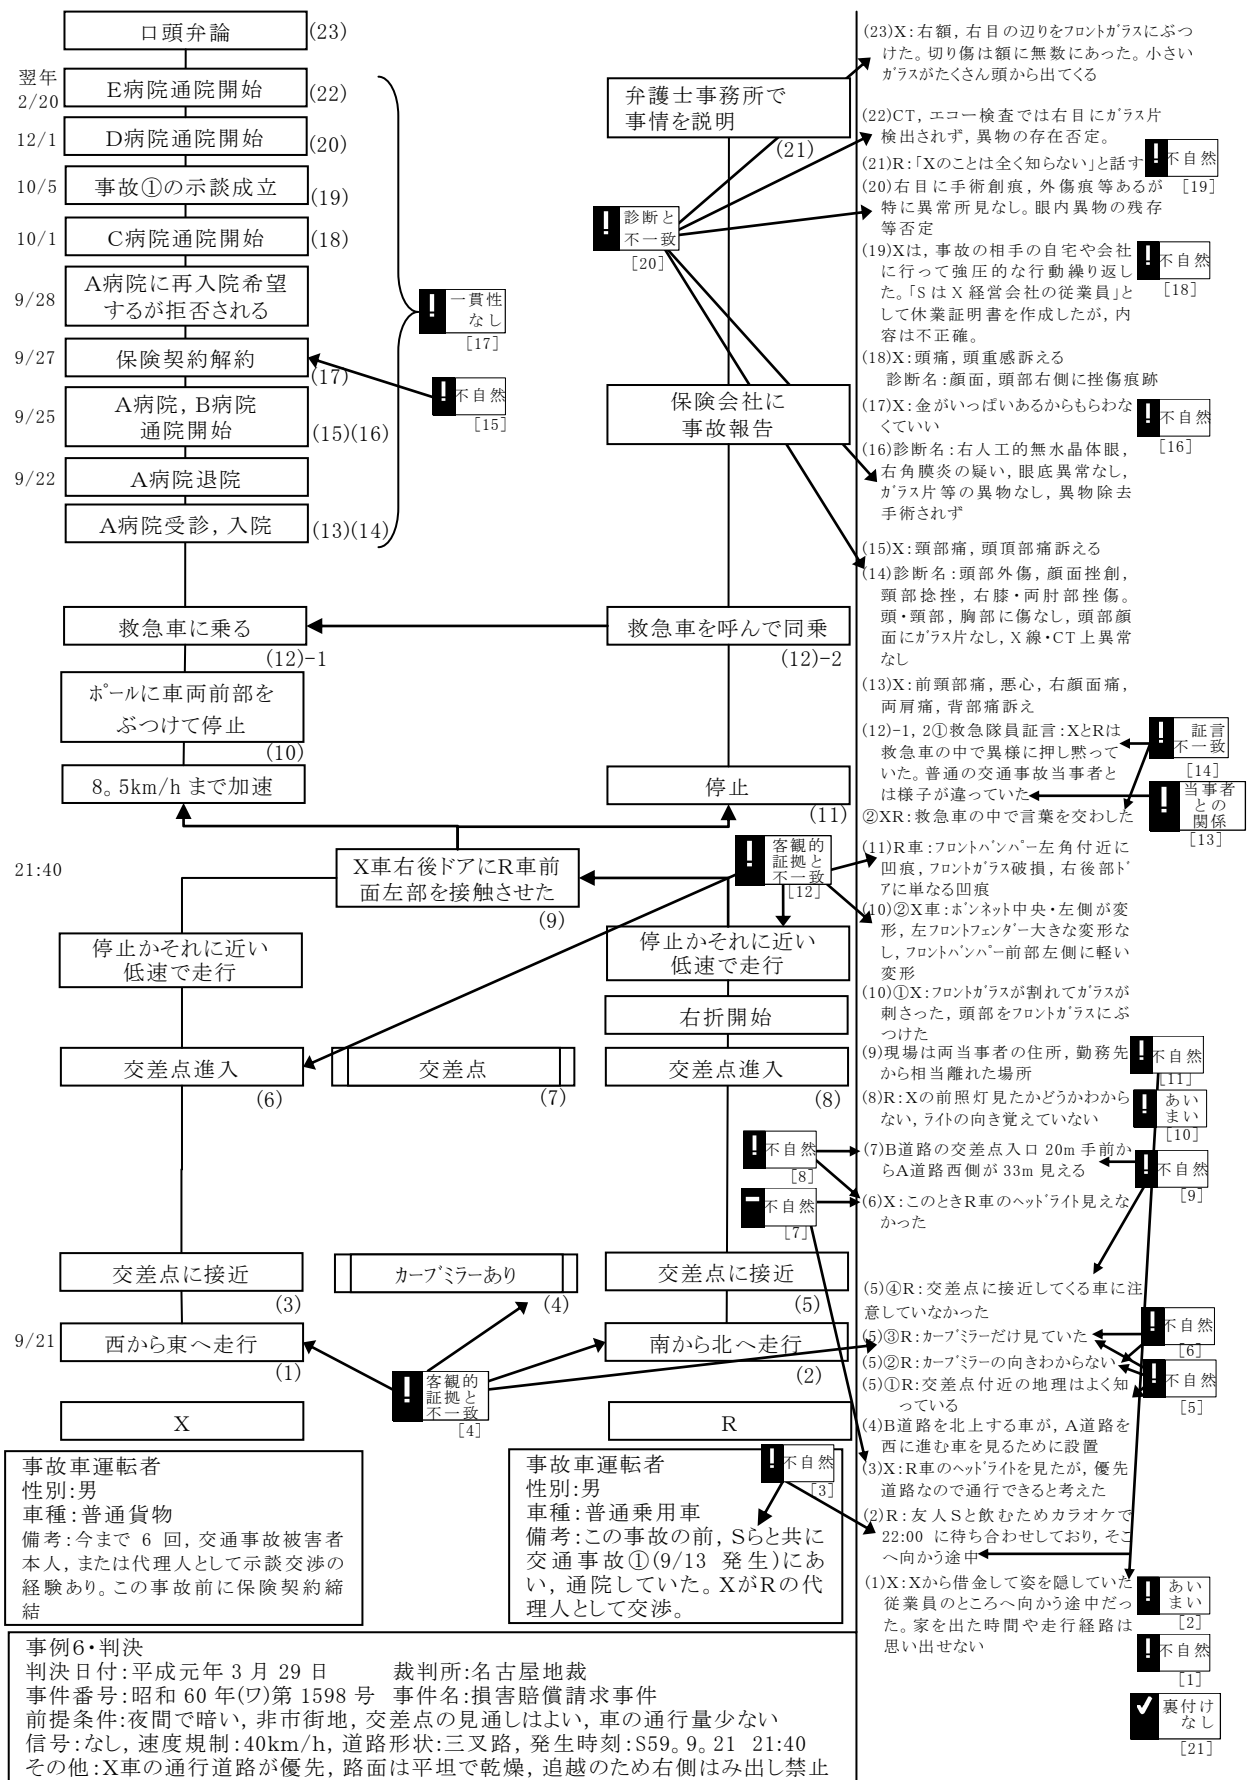 口頭弁論
(23)
翌年
2/20
E病院通院開始
(22)
12/1
D病院通院開始
(20)
10/5
事故①の示談成立
(19)
10/1
C病院通院開始
(18)
9/28
A病院に再入院希望
するが拒否される
9/27
保険契約解約
(17)
9/25
A病院，B病院
通院開始
(15)(16)
9/22
A病院退院
A病院受診，入院
(13)(14)
! 一貫性
なし
[17]
! 不自然
[15]
救急車に乗る
(12)-1
ﾎﾟｰﾙに車両前部を
ぶつけて停止
(10)
8。5km/h まで加速
21:40
X車右後ドアにR車前
面左部を接触させた
(9)
停止かそれに近い
低速で走行
交差点進入
(6)
交差点
(7)
交差点に接近
(3)
ｶｰﾌﾞﾐﾗｰあり
(4)
9/21
西から東へ走行
(1)
X
弁護士事務所で
事情を説明
(21)
! 診断と
不一致
[20]
保険会社に
事故報告
救急車を呼んで同乗
(12)-2
停止
(11)
! 客観的
証拠と
不一致
[12]
停止かそれに近い
低速で走行
右折開始
交差点進入
(8)
! 不自然
[8]
不自然
[7]
交差点に接近
(5)
南から北へ走行
(2)
! 客観的
証拠と
不一致
[4]
R
(23)X:右額，右目の辺りをﾌﾛﾝﾄｶﾞﾗｽにぶつ
けた。切り傷は額に無数にあった。小さい
ｶﾞﾗｽがたくさん頭から出てくる
(22)CT，エコー検査では右目にｶﾞﾗｽ片
検出されず，異物の存在否定。
(21)R:｢Xのことは全く知らない｣と話す
! 不自然
[19]
(20)右目に手術創痕，外傷痕等あるが
特に異常所見なし。眼内異物の残存
等否定
(19)Xは，事故の相手の自宅や会社
に行って強圧的な行動繰り返し
た。｢SはX経営会社の従業員｣と
して休業証明書を作成したが，内
容は不正確。
! 不自然
[18]
(18)X:頭痛，頭重感訴える
診断名:顔面，頭部右側に挫傷痕跡
(17)X:金がいっぱいあるからもらわな
くていい
! 不自然
[16]
(16)診断名:右人工的無水晶体眼，
右角膜炎の疑い，眼底異常なし，
ｶﾞﾗｽ片等の異物なし，異物除去
手術されず
(15)X:頸部痛，頭頂部痛訴える
(14)診断名:頭部外傷，顔面挫創，
頸部捻挫，右膝・両肘部挫傷。
頭・頸部，胸部に傷なし，頭部顔
面にｶﾞﾗｽ片なし，X線・CT上異常
なし
(13)X:前頸部痛，悪心，右顔面痛，
両肩痛，背部痛訴え
(12)-1，2①救急隊員証言:XとRは
救急車の中で異様に押し黙って
いた。普通の交通事故当事者と
は様子が違っていた
②XR:救急車の中で言葉を交わした
! 証言
不一致
[14]
! 当事者
との
関係
[13]
(11)R車:ﾌﾛﾝﾄﾊﾞﾝﾊﾟｰ左角付近に
凹痕，ﾌﾛﾝﾄｶﾞﾗｽ破損，右後部ﾄﾞ
ｱに単なる凹痕
(10)②X車:ﾎﾞﾝﾈｯﾄ中央・左側が変
形，左ﾌﾛﾝﾄﾌｪﾝﾀﾞｰ大きな変形な
し，ﾌﾛﾝﾄﾊﾞﾝﾊﾟｰ前部左側に軽い
変形
(10)①X:ﾌﾛﾝﾄｶﾞﾗｽが割れてｶﾞﾗｽが
刺さった，頭部をﾌﾛﾝﾄｶﾞﾗｽにぶ
つけた
(9)現場は両当事者の住所，勤務先
から相当離れた場所
! 不自然
[11]
(8)R:Xの前照灯見たかどうかわから
ない，ライトの向き覚えていない
! あい
まい
[10]
(7)B道路の交差点入口 20m 手前か
らA道路西側が 33m 見える
! 不自然
[9]
(6)X:このときR車のﾍｯﾄﾞﾗｲﾄ見えな
かった
(5)④R:交差点に接近してくる車に注
意していなかった
(5)③R:ｶｰﾌﾞﾐﾗｰだけ見ていた
(5)②R:ｶｰﾌﾞﾐﾗｰの向きわからない
(5)①R:交差点付近の地理はよく知
っている
! 不自然
[6]
! 不自然
[5]
(4)B道路を北上する車が，A道路を
西に進む車を見るために設置
(3)X:R車のﾍｯﾄﾞﾗｲﾄを見たが，優先
道路なので通行できると考えた
(2)R:友人Sと飲むためカラオケで
22:00 に待ち合わせしており，そこ
へ向かう途中
(1)X:Xから借金して姿を隠していた
従業員のところへ向かう途中だっ
た。家を出た時間や走行経路は
思い出せない
! あい
まい
[2]
! 不自然
[1]
✓ 裏付け
なし
[21]
事故車運転者
性別:男
車種:普通貨物
備考:今まで 6 回，交通事故被害者
本人，または代理人として示談交渉の
経験あり。この事故前に保険契約締
結
事故車運転者
性別:男
車種:普通乗用車
備考:この事故の前，Sらと共に
交通事故①(9/13 発生)にあ
い，通院していた。XがRの代
理人として交渉。
! 不自然
[3]
事例6・判決
判決日付:平成元年 3 月 29 日 裁判所:名古屋地裁
事件番号:昭和 60 年(ワ)第 1598 号 事件名:損害賠償請求事件
前提条件:夜間で暗い，非市街地，交差点の見通しはよい，車の通行量少ない
信号:なし，速度規制:40km/h，道路形状:三叉路，発生時刻:S59。9。21 21:40
その他:X車の通行道路が優先，路面は平坦で乾燥，追越のため右側はみ出し禁止